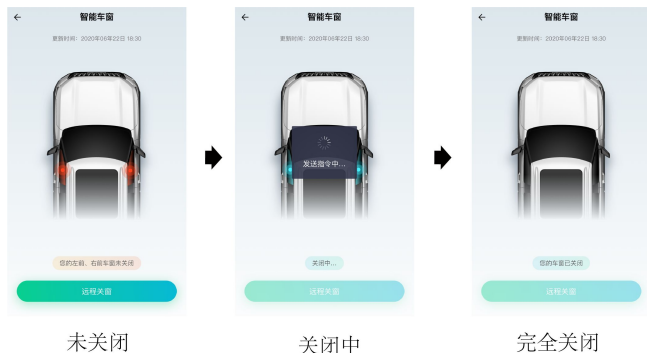 智能车窗
更新时间：2020年06年22日 18:30
您的左前、右前车窗未关闭
远程关窗
未关闭
智能车窗
更新时间：2020年06年22日 18:30
发送指令中...
关闭中...
远程关窗
关闭中
智能车窗
更新时间：2020年06年22日 18:30
您的车窗已关闭
远程关窗
完全关闭